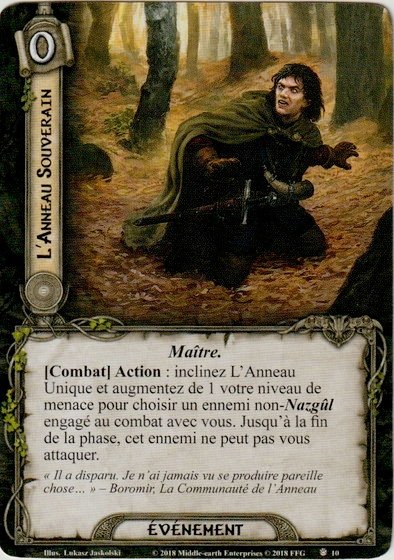 0
L'Anneau Souverain
Maître.
[Combat] Action : inclinez L'Anneau
Unique et augmentez de 1 votre niveau de
menace pour choisir un ennemi non-Nazgûl
engagé au combat avec vous. Jusqu'à la fin
de la phase, cet ennemi ne peut pas vous
attaquer.
« Il a disparu. Je n'ai jamais vu se produire pareille
chose… » – Boromir, La Communauté de l'Anneau
ÉVÉNEMENT
Illus. Lukasz Jaskolski © 2018 Middle-earth Enterprises © 2018 FFG 10